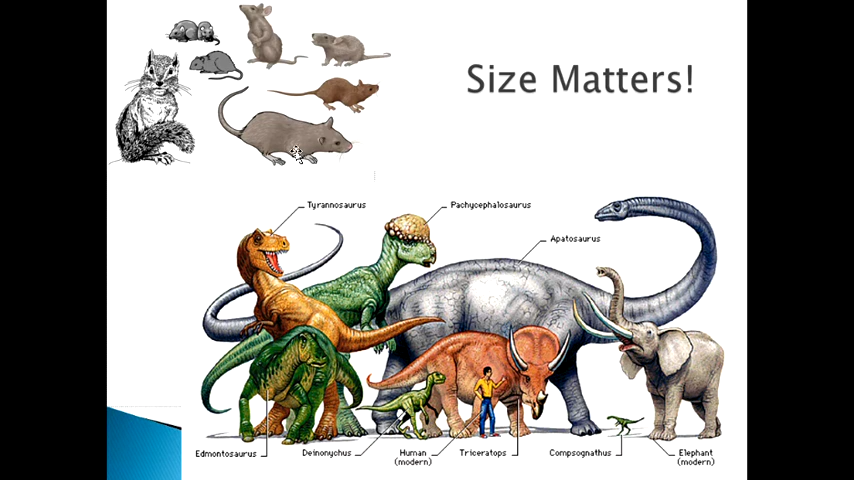 Size Matters!
Tyrannosaurus
Pachycephalosaurus
Apatosaurus
Edmontosaurus
Deinonychus
Human
(modern)
Triceratops
Compsognathus
Elephant
(modern)